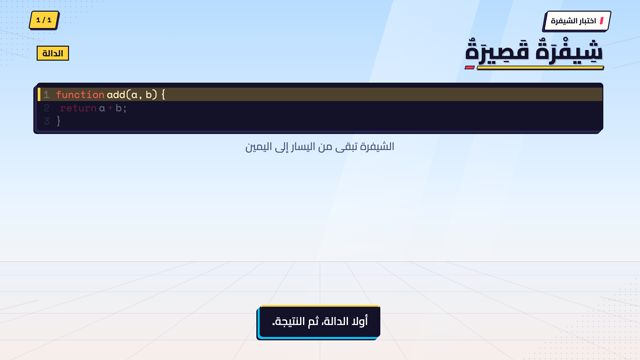 اختبار الشيفرة
1 / 1
شِيفْرَةٌ قَصِيرَةٌ
الدالة
1 function add(a, b) {
2 return a + b;
3 }
الشيفرة تبقى من اليسار إلى اليمين
أولا الدالة، ثم النتيجة.